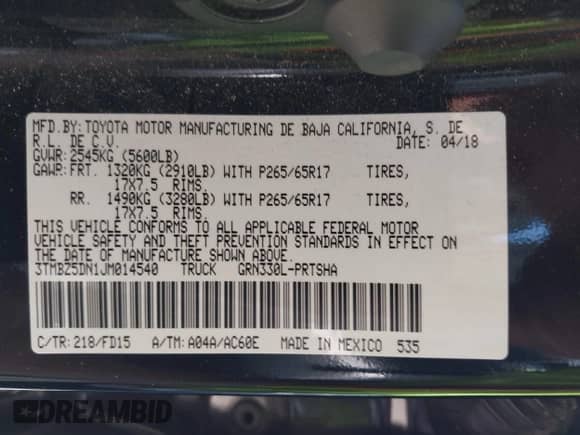 MFD.BY:TOYOTA MOTOR MANUFACTURING DE BAJA CALIFORNIA, S. DE
R.L. DE C.V. DATE: 04/18
GVWR:2545KG (5600LB)
GAWR:FRT. 1320KG (2910LB) WITH P265/65R17 TIRES,
17X7.5 RIMS.
RR. 1490KG (3280LB) WITH P265/65R17 TIRES,
17X7.5 RIMS.
THIS VEHICLE CONFORMS TO ALL APPLICABLE FEDERAL MOTOR
VEHICLE SAFETY AND THEFT PREVENTION STANDARDS IN EFFECT ON
THE DATE OF MANUFACTURE SHOWN ABOVE.
3TMBZ5DN1JM014540 TRUCK GRN330L-PRTSHA
C/TR:218/FD15 A/TM:A04A/AC60E MADE IN MEXICO 535
DREAMBID